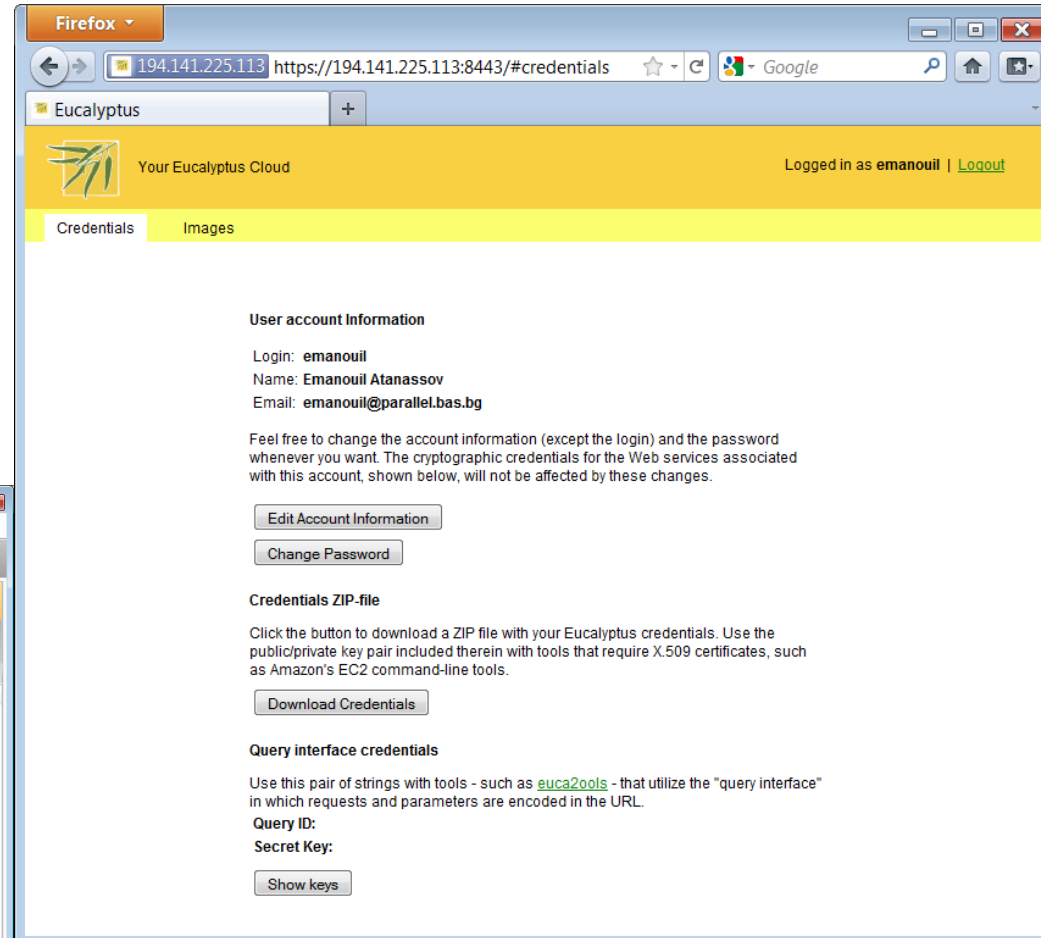 Firefox
194.141.225.113 https://194.141.225.113:8443/#credentials Google
Eucalyptus +
Your Eucalyptus Cloud Logged in as emanouil | Logout
Credentials Images
User account Information
Login: emanouil
Name: Emanouil Atanassov
Email: emanouil@parallel.bas.bg
Feel free to change the account information (except the login) and the password
whenever you want. The cryptographic credentials for the Web services associated
with this account, shown below, will not be affected by these changes.
Edit Account Information
Change Password
Credentials ZIP-file
Click the button to download a ZIP file with your Eucalyptus credentials. Use the
public/private key pair included therein with tools that require X.509 certificates, such
as Amazon's EC2 command-line tools.
Download Credentials
Query interface credentials
Use this pair of strings with tools - such as euca2ools - that utilize the "query interface"
in which requests and parameters are encoded in the URL.
Query ID:
Secret Key:
Show keys